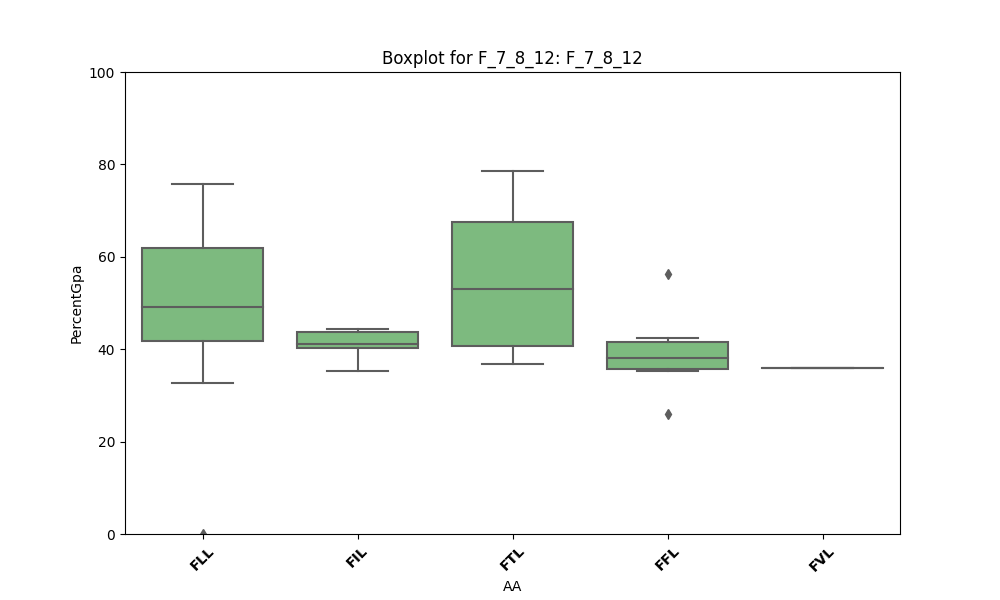 Boxplot for F_7_8_12: F_7_8_12
PercentGpa
100
80
60
40
20
0
FLL
FIL
FTL
FFL
FVL
AA